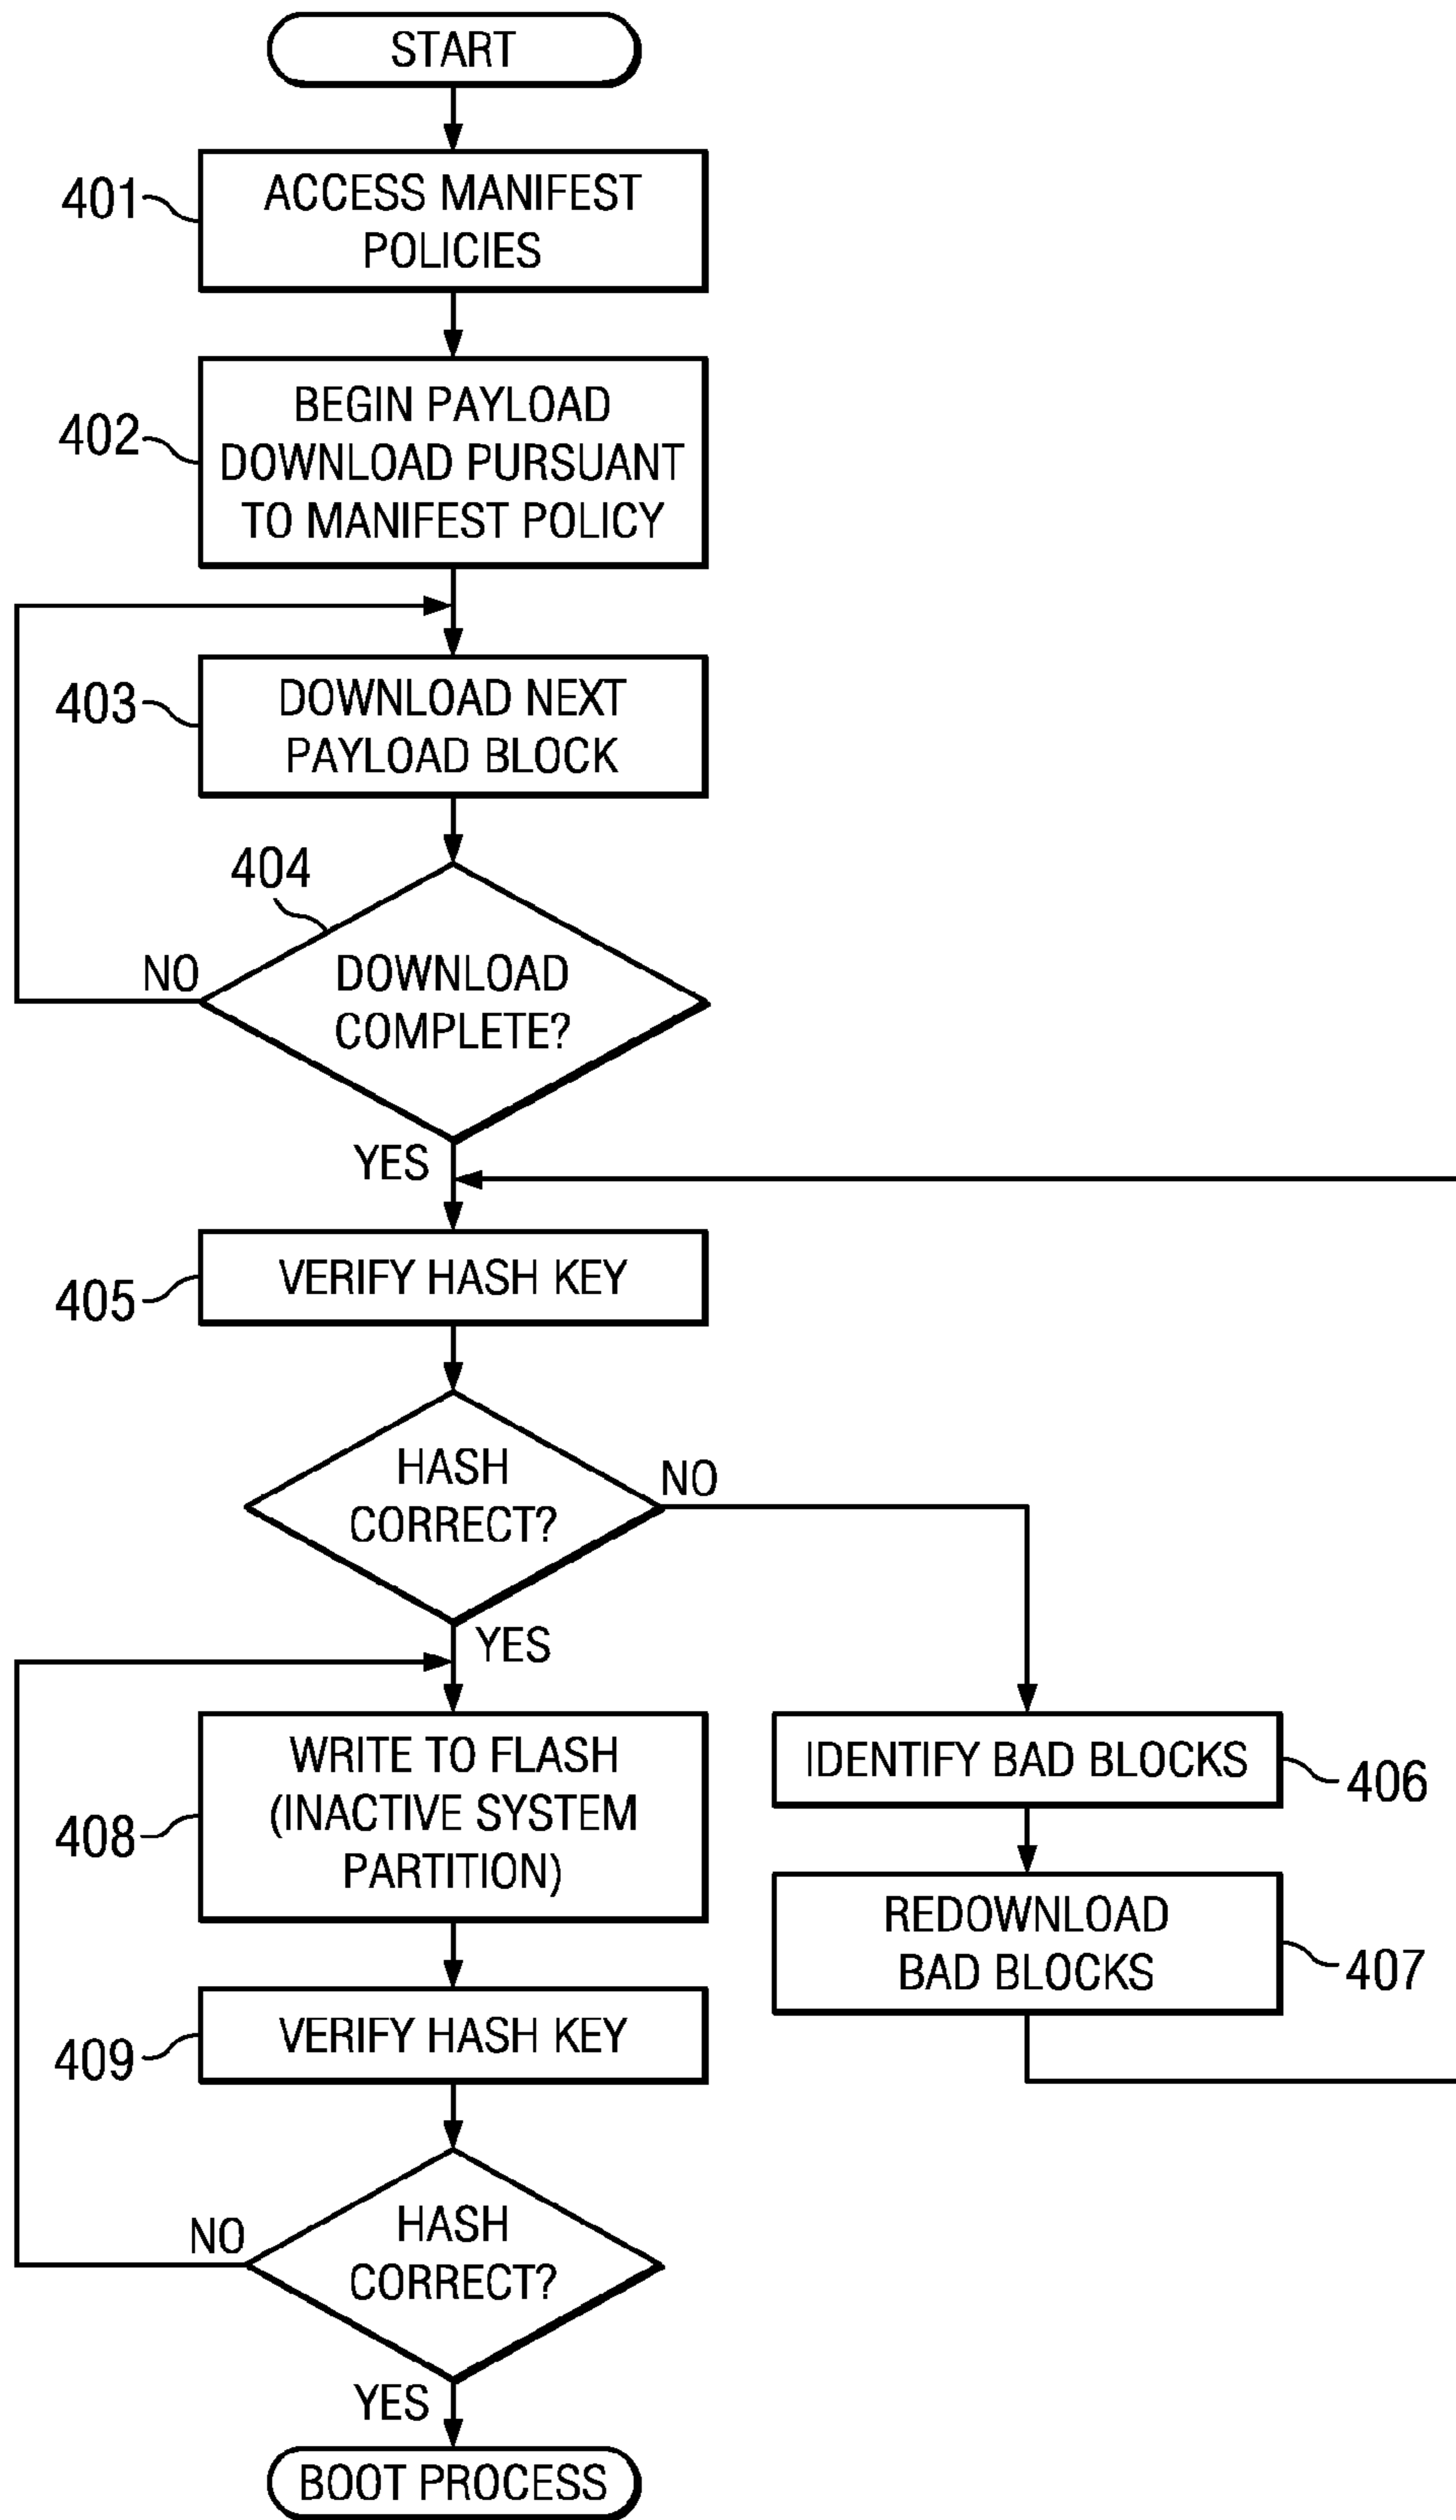 START
401
ACCESS MANIFEST
POLICIES
402
BEGIN PAYLOAD
DOWNLOAD PURSUANT
TO MANIFEST POLICY
403
DOWNLOAD NEXT
PAYLOAD BLOCK
404
NO
DOWNLOAD
COMPLETE?
YES
405
VERIFY HASH KEY
HASH
CORRECT?
NO
YES
408
WRITE TO FLASH
(INACTIVE SYSTEM
PARTITION)
IDENTIFY BAD BLOCKS
406
REDOWNLOAD
BAD BLOCKS
407
409
VERIFY HASH KEY
NO
HASH
CORRECT?
YES
BOOT PROCESS